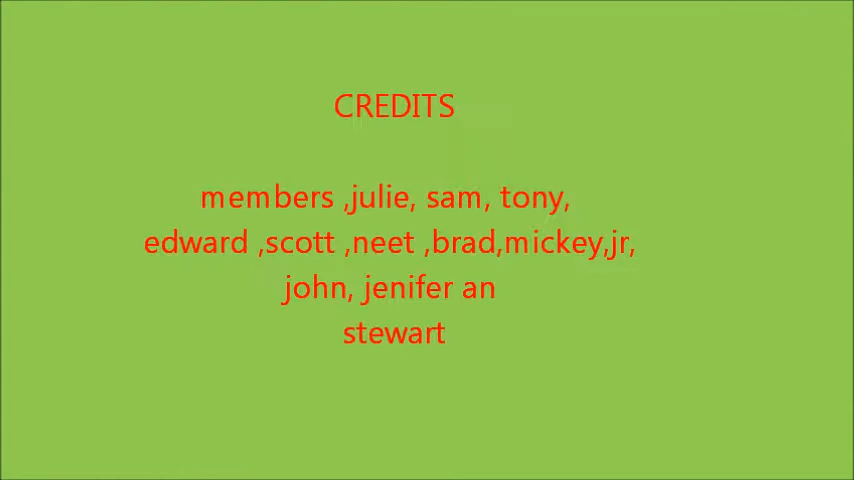 CREDITS
members ,julie, sam, tony,
edward ,scott ,neet ,brad,mickey,jr,
john, jenifer an
stewart